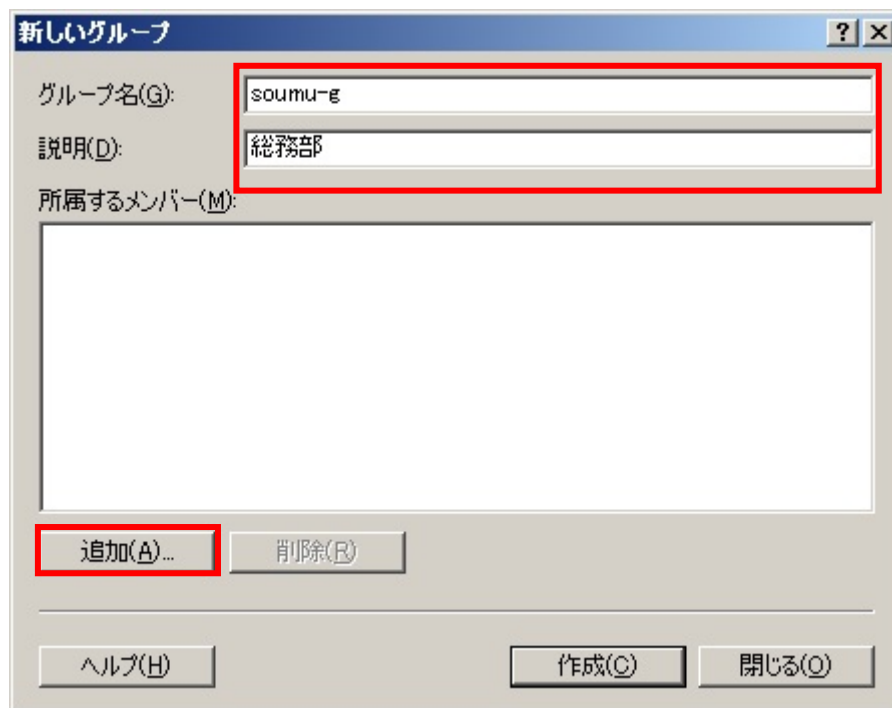 新しいグループ
グループ名(G): soumu-g
説明(D): 総務部
所属するメンバー(M):
追加(A)... 削除(R)
ヘルプ(H) 作成(C) 閉じる(O)